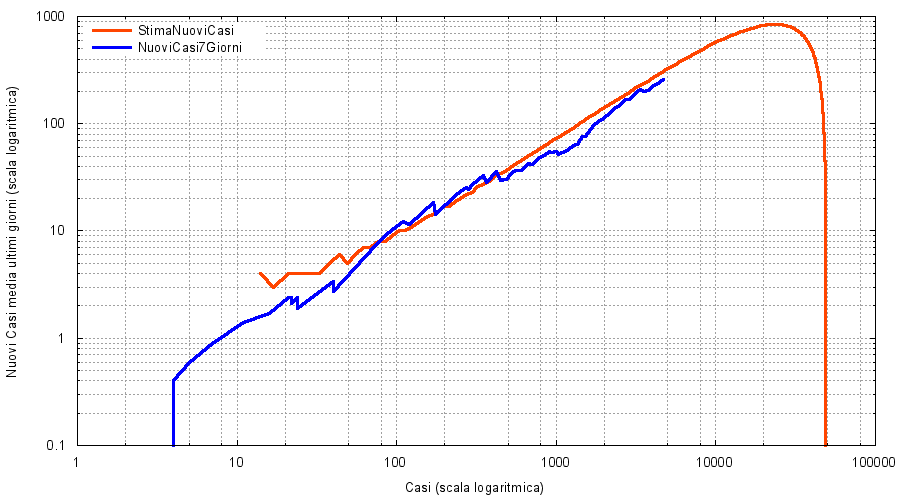 1000
100
10
1
0.1
StimaNuoviCasi
NuoviCasi7Giorni
Nuovi Casi media ultimi giorni (scala logaritmica)
1 10 100 1000 10000 100000
Casi (scala logaritmica)